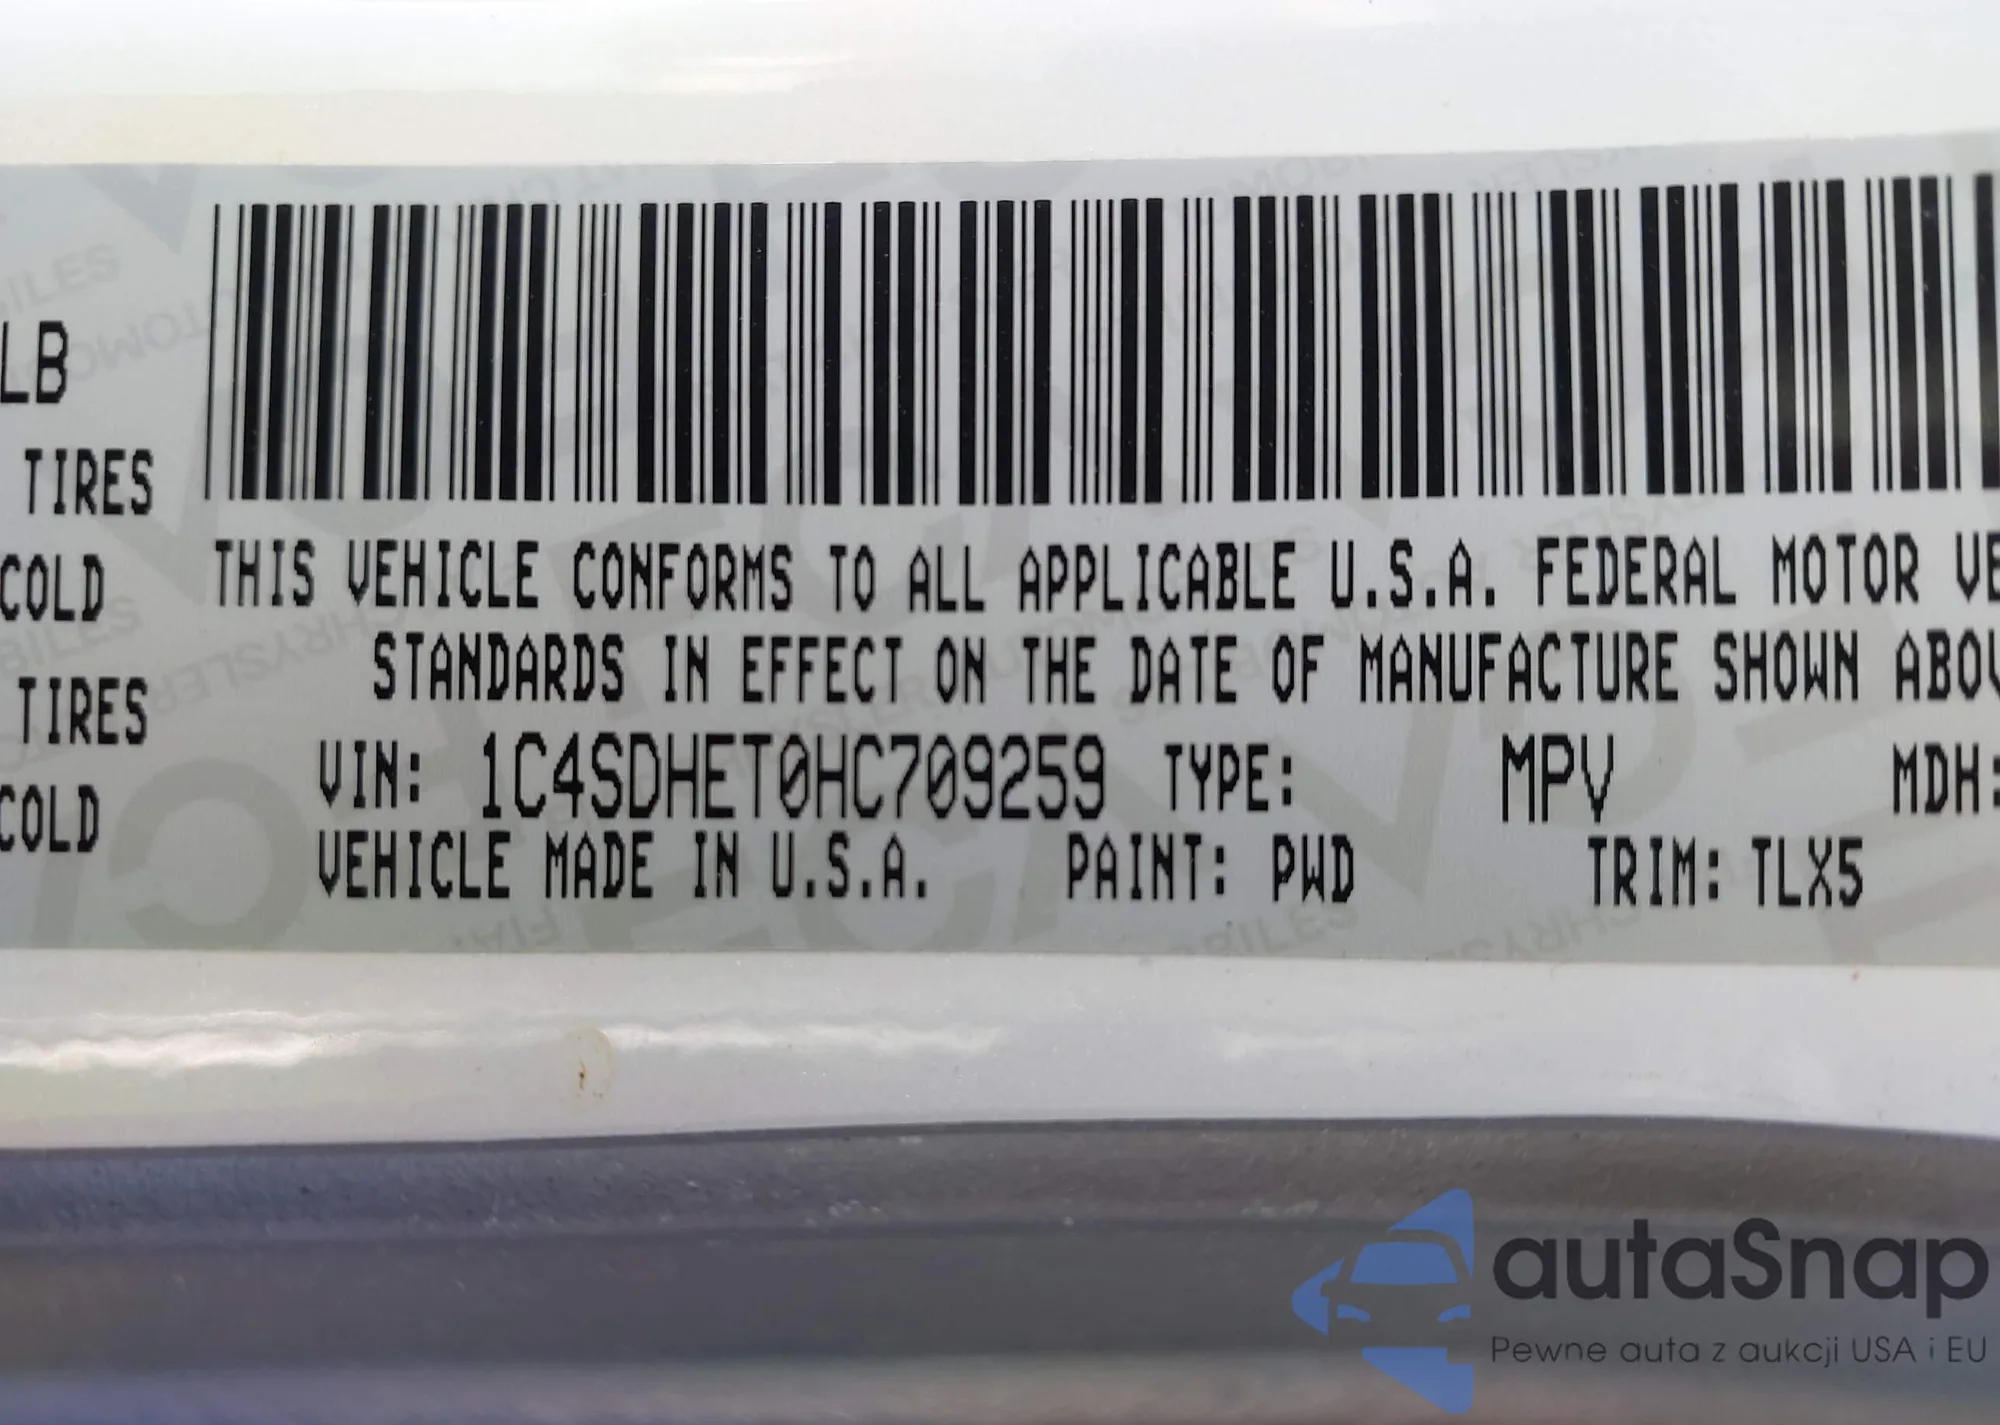 LB
TIRES
COLD
TIRES
COLD
THIS VEHICLE CONFORMS TO ALL APPLICABLE U.S.A. FEDERAL MOTOR VE
STANDARDS IN EFFECT ON THE DATE OF MANUFACTURE SHOWN ABOV
VIN: 1C4SDHET0HC709259 TYPE: MPV MDH:
VEHICLE MADE IN U.S.A. PAINT: PWD TRIM: TLX5
autaSnap
Pewne auta z aukcji USA i EU